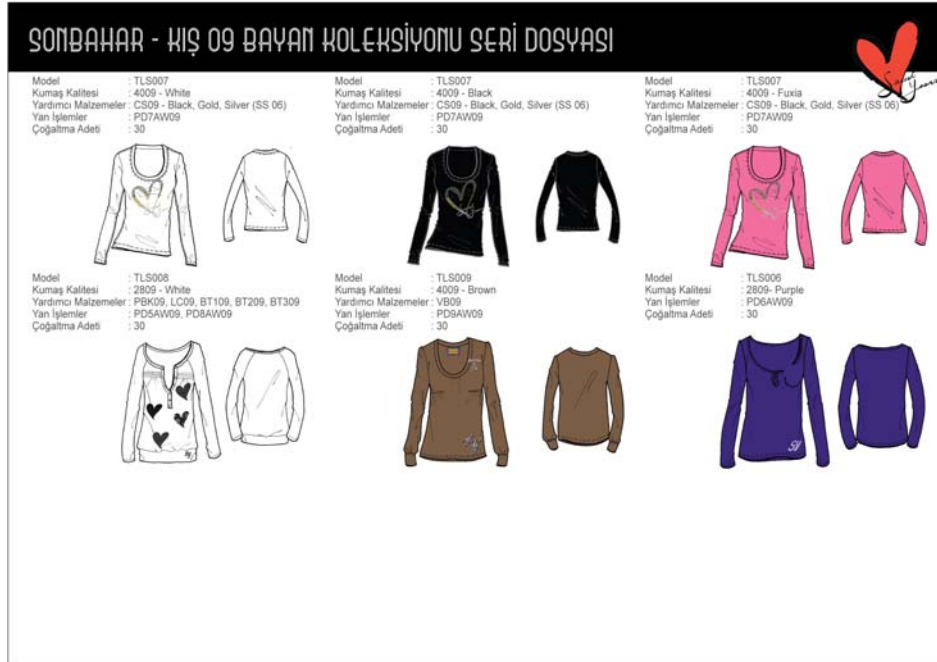 SONBAHAR - KIŞ 09 BAYAN KOLEKSİYONU SERİ DOSYASI
Model : TLS007
Kumaş Kalitesi : 4009 - White
Yardımcı Malzemeler : CS09 - Black, Gold, Silver (SS 06)
Yan İşlemler : PD7AW09
Çoğaltma Adeti : 30
Model : TLS007
Kumaş Kalitesi : 4009 - Black
Yardımcı Malzemeler : CS09 - Black, Gold, Silver (SS 06)
Yan İşlemler : PD7AW09
Çoğaltma Adeti : 30
Model : TLS007
Kumaş Kalitesi : 4009 - Fuxia
Yardımcı Malzemeler : CS09 - Black, Gold, Silver (SS 06)
Yan İşlemler : PD7AW09
Çoğaltma Adeti : 30
Model : TLS008
Kumaş Kalitesi : 2809 - White
Yardımcı Malzemeler : PBK09, LC09, BT109, BT209, BT309
Yan İşlemler : PD5AW09, PD8AW09
Çoğaltma Adeti : 30
Model : TLS009
Kumaş Kalitesi : 4009 - Brown
Yardımcı Malzemeler : VB09
Yan İşlemler : PD9AW09
Çoğaltma Adeti : 30
Model : TLS006
Kumaş Kalitesi : 2809- Purple
Yan İşlemler : PD6AW09
Çoğaltma Adeti : 30